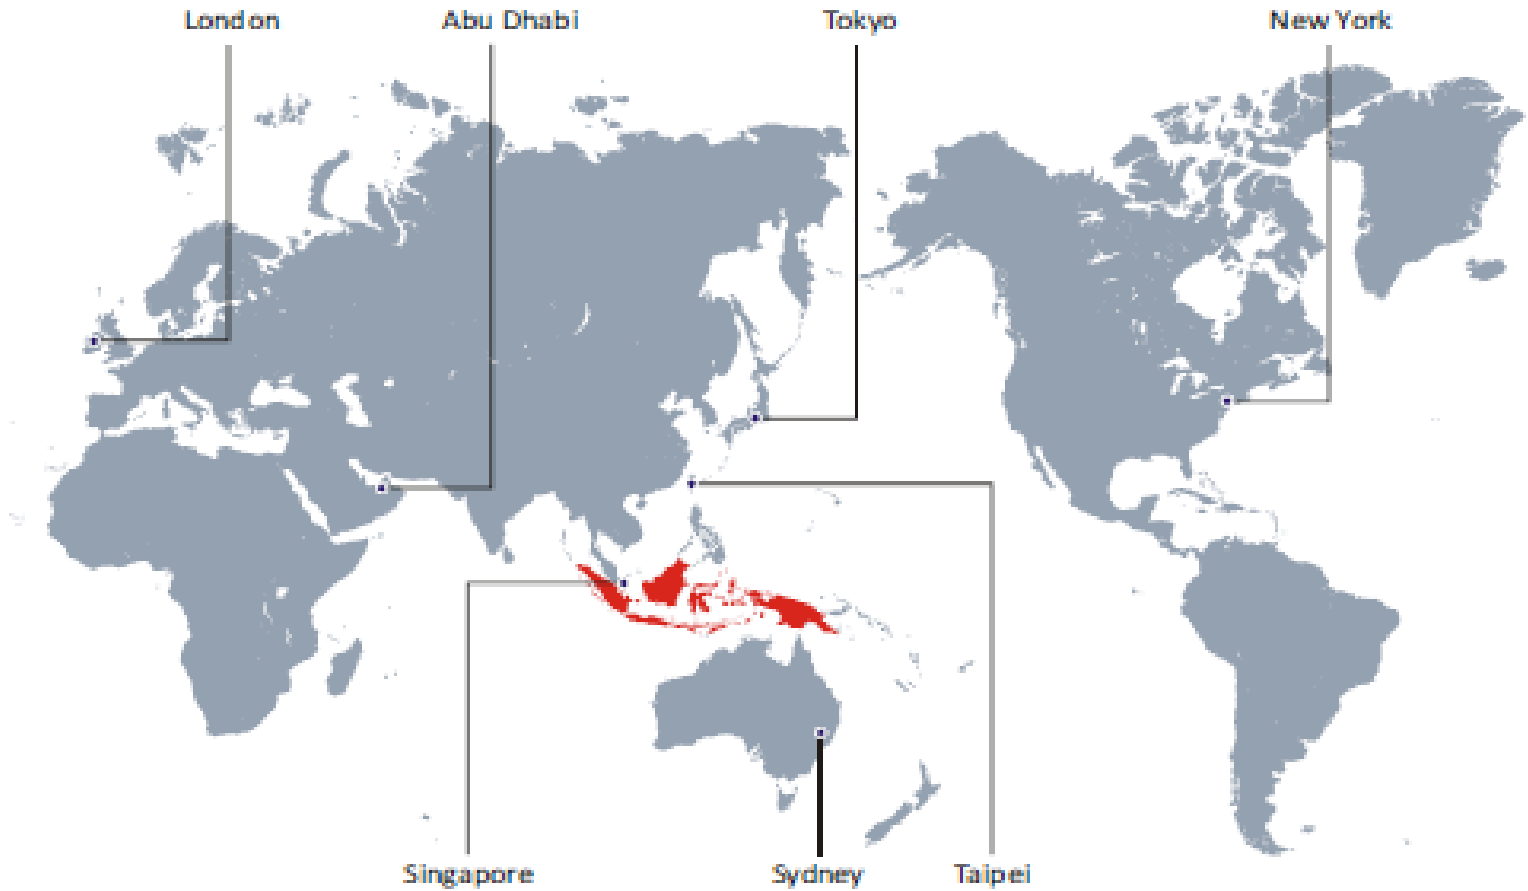 London
Abu Dhabi
Tokyo
New York
Singapore
Sydney
Taipei